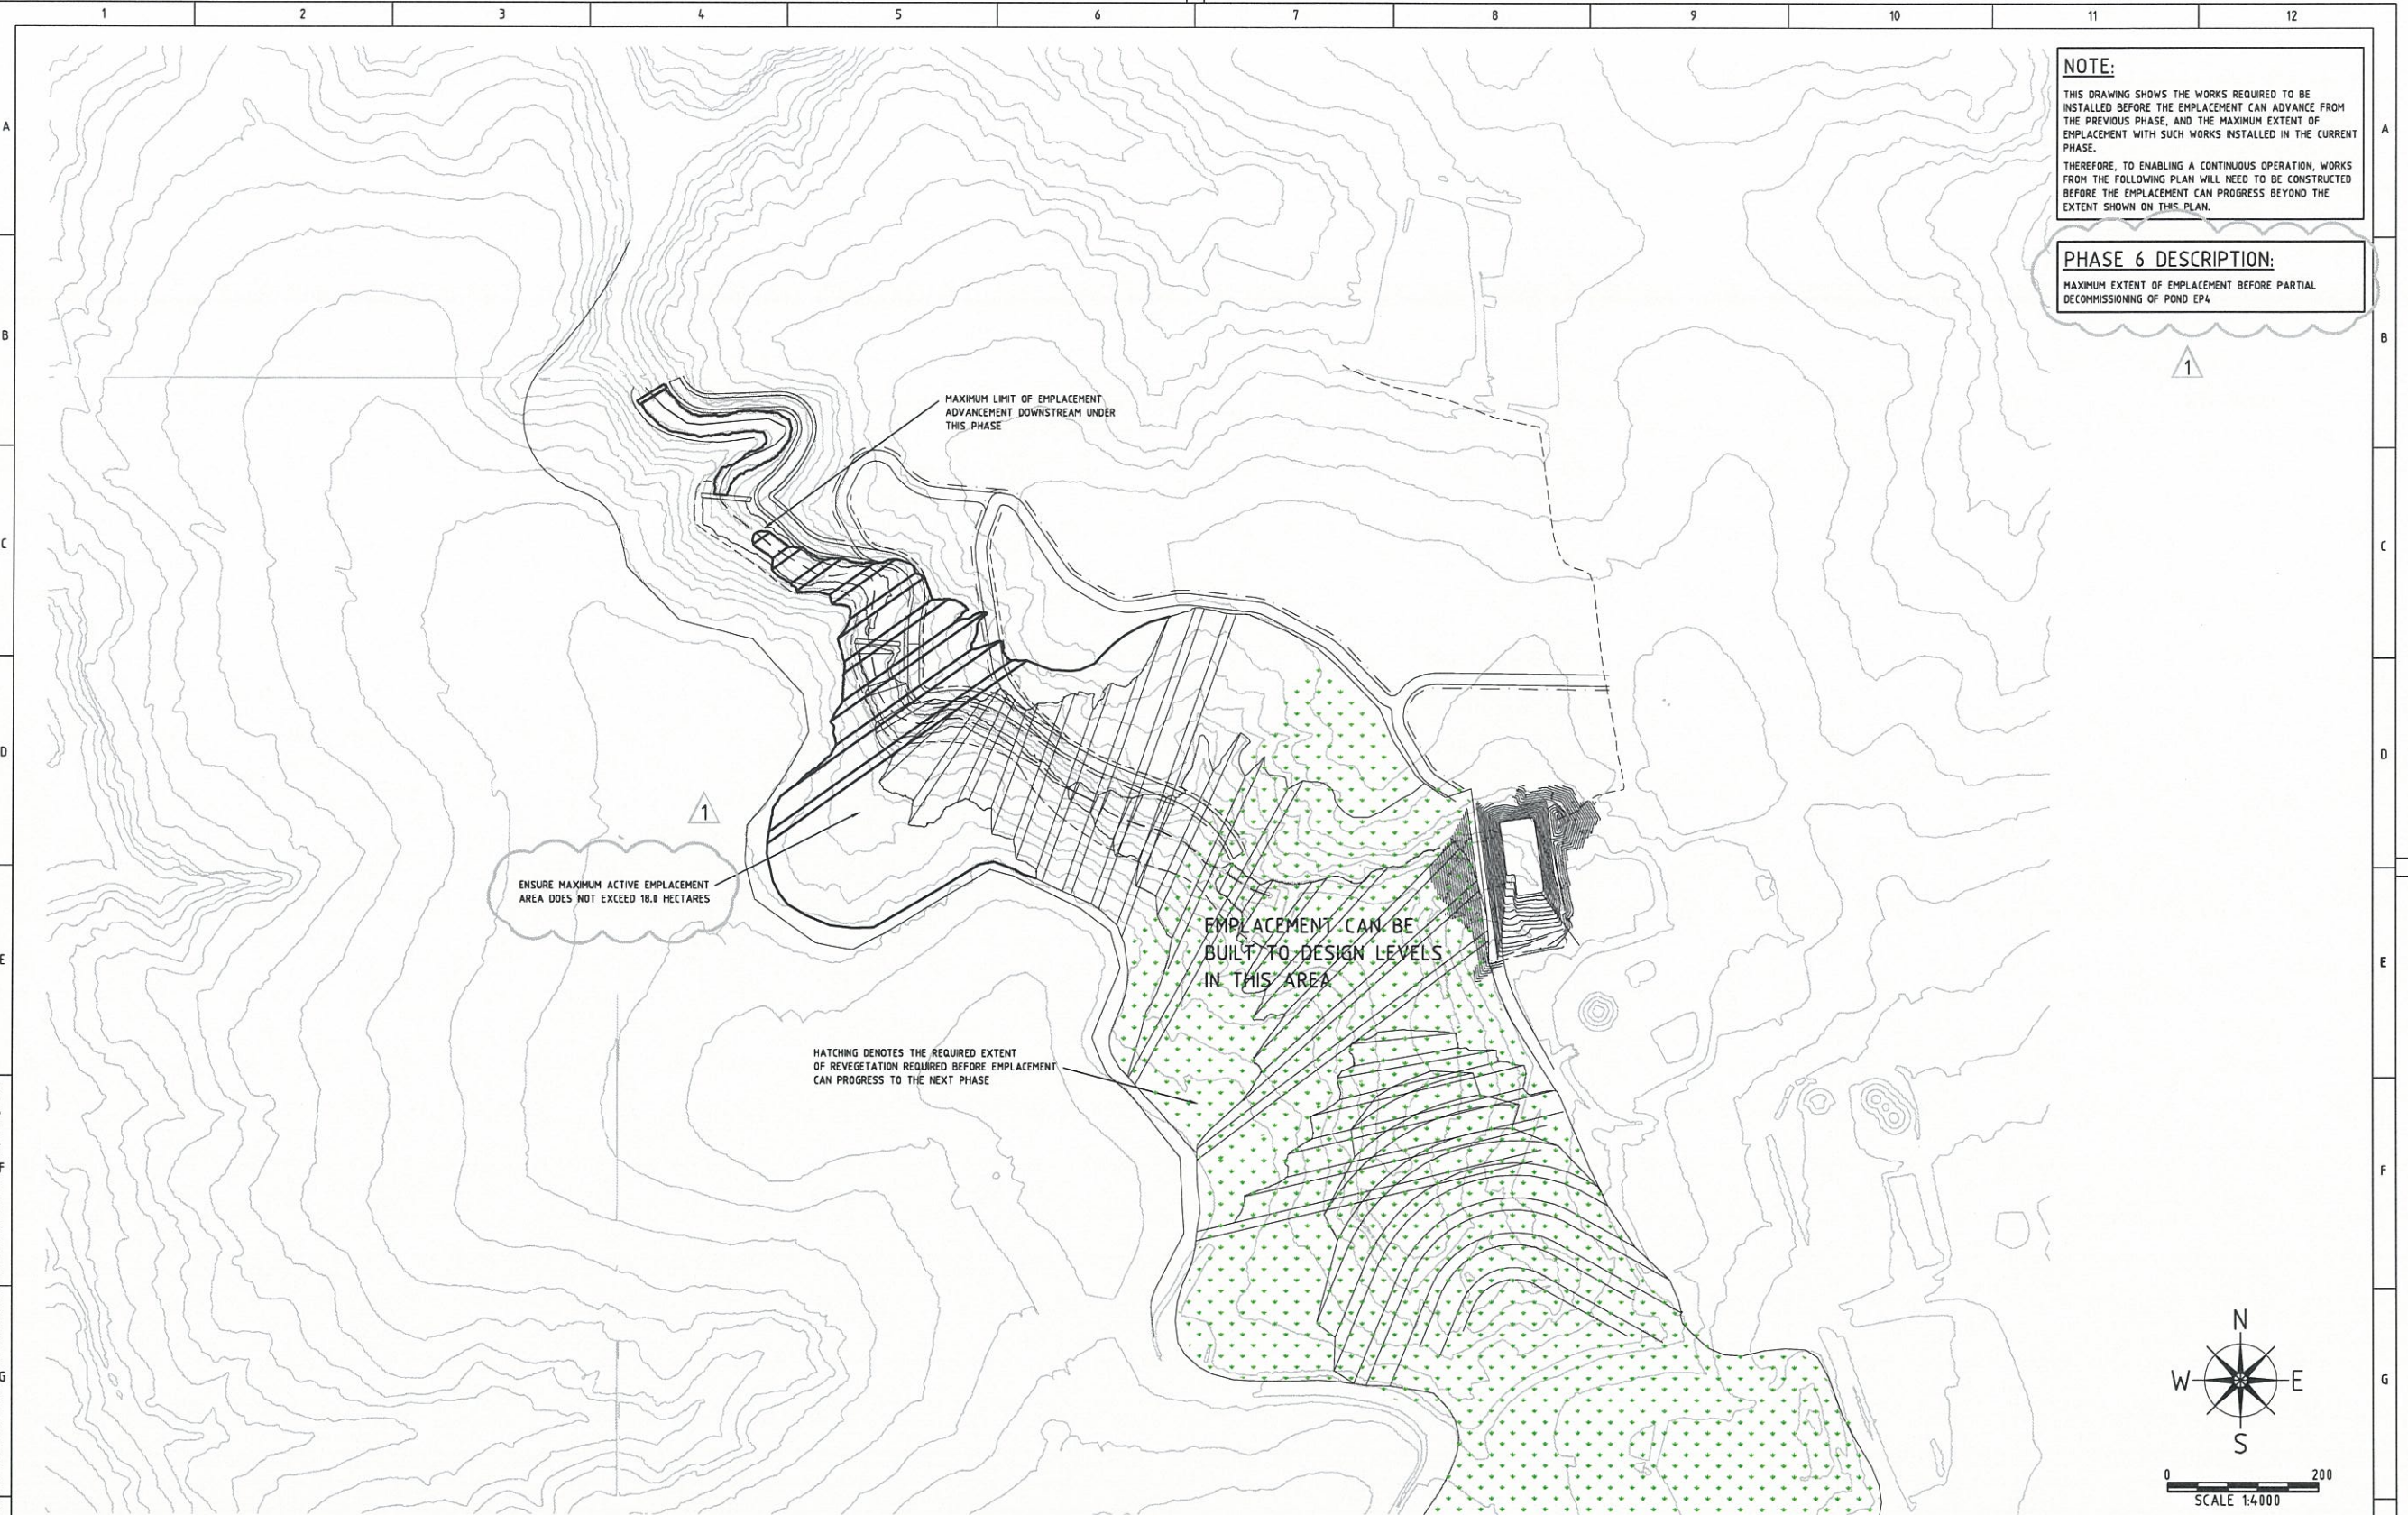 1 2 3 4 5 6 7 8 9 10 11 12
NOTE:
THIS DRAWING SHOWS THE WORKS REQUIRED TO BE
INSTALLED BEFORE THE EMPLACEMENT CAN ADVANCE FROM
THE PREVIOUS PHASE, AND THE MAXIMUM EXTENT OF
EMPLACEMENT WITH SUCH WORKS INSTALLED IN THE CURRENT
PHASE.
THEREFORE, TO ENABLING A CONTINUOUS OPERATION, WORKS
FROM THE FOLLOWING PLAN WILL NEED TO BE CONSTRUCTED
BEFORE THE EMPLACEMENT CAN PROGRESS BEYOND THE
EXTENT SHOWN ON THIS PLAN.
A A
PHASE 6 DESCRIPTION:
MAXIMUM EXTENT OF EMPLACEMENT BEFORE PARTIAL
DECOMMISSIONING OF POND EP4
B B
1
MAXIMUM LIMIT OF EMPLACEMENT
ADVANCEMENT DOWNSTREAM UNDER
THIS PHASE
C C
D D
1
ENSURE MAXIMUM ACTIVE EMPLACEMENT
AREA DOES NOT EXCEED 18.0 HECTARES
EMPLACEMENT CAN BE
BUILT TO DESIGN LEVELS
IN THIS AREA
E E
HATCHING DENOTES THE REQUIRED EXTENT
OF REVEGETATION REQUIRED BEFORE EMPLACEMENT
CAN PROGRESS TO THE NEXT PHASE
F F
G G
N
W E
S
0 200
SCALE 1:4000